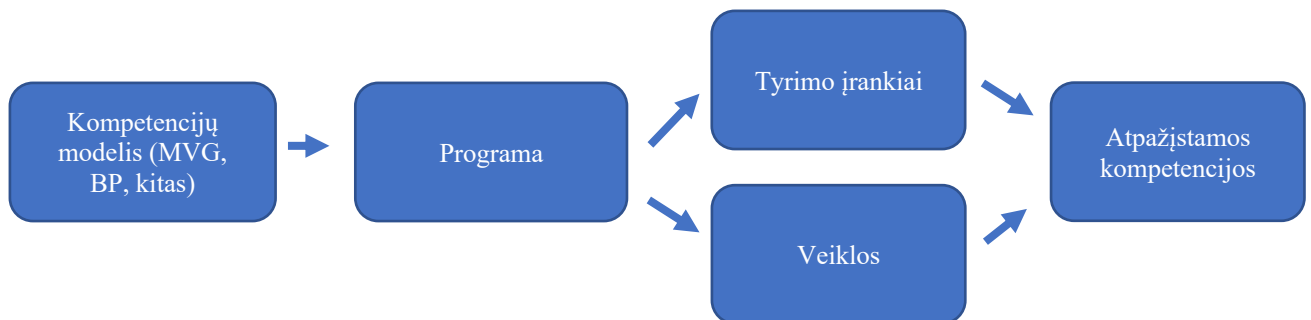 Kompetencijų
modelis (MVG,
BP, kitas)
Programa
Tyrimo įrankiai
Veiklos
Atpažįstamos
kompetencijos